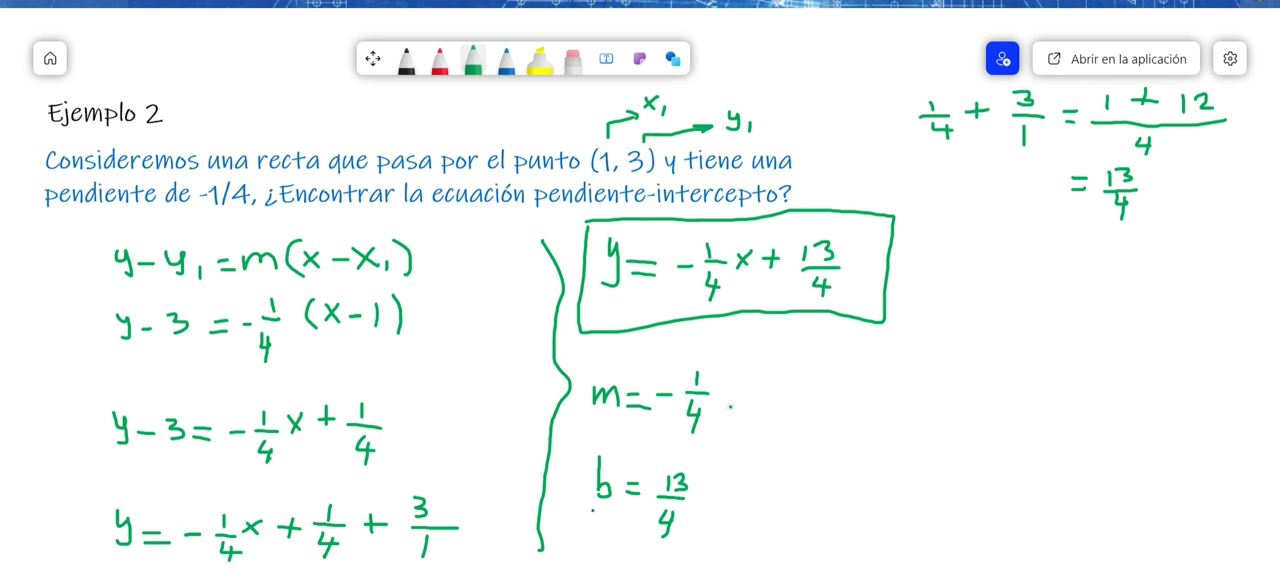 Abrir en la aplicación
Ejemplo 2
x₁
y₁
Consideremos una recta que pasa por el punto (1, 3) y tiene una
pendiente de -1/4, ¿Encontrar la ecuación pendiente-intercepto?
y - y₁ = m(x - x₁)
y - 3 = - 1/4 (x - 1)
y - 3 = - 1/4 x + 1/4
y = - 1/4 x + 1/4 + 3/1
y = - 1/4 x + 13/4
m = - 1/4
b = 13/4
1/4 + 3/1 = 1 + 12 / 4
= 13/4